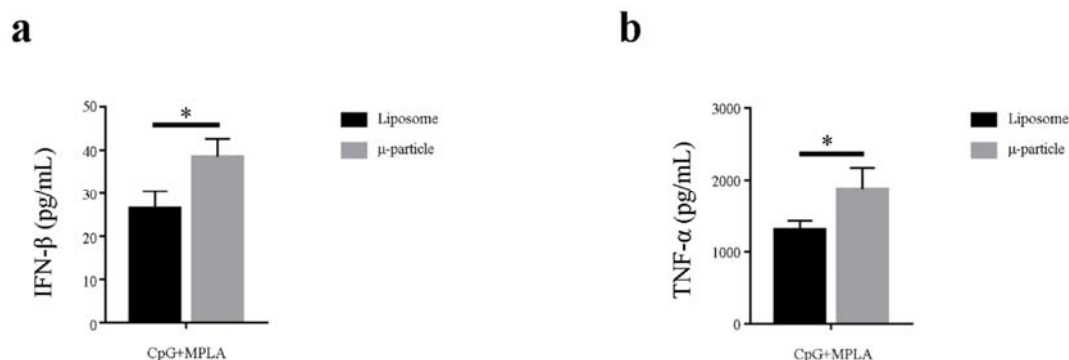 a
IFN-β (pg/mL)
50
40
30
20
10
0
*
CpG+MPLA
Liposome
μ-particle
b
TNF-α (pg/mL)
3000
2000
1000
0
*
CpG+MPLA
Liposome
μ-particle